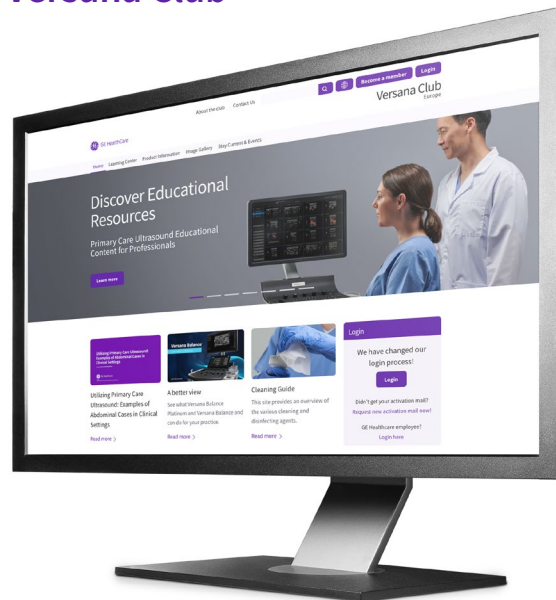 Versana Club
About the club Contact Us
Become a member Login
Versana Club
Europe
GE HealthCare
Home Learning Center Product Information Image Gallery Stay Current & Events
Discover Educational
Resources
Primary Care Ultrasound Educational
Content for Professionals
Learn more
Utilizing Primary Care Ultrasound:
Examples of Abdominal Cases in
Clinical Settings
Utilizing Primary Care
Ultrasound: Examples of
Abdominal Cases in Clinical
Settings
Read more >
Versana Balance
A better view
See what Versana Balance
Platinum and Versana Balance and
can do for your practice.
Read more >
Cleaning Guide
This site provides an overview of
the various cleaning and
disinfecting agents.
Read more >
Login
We have changed our
login process!
Login
Didn't get your activation mail?
Request new activation mail now!
GE Healthcare employee?
Login here